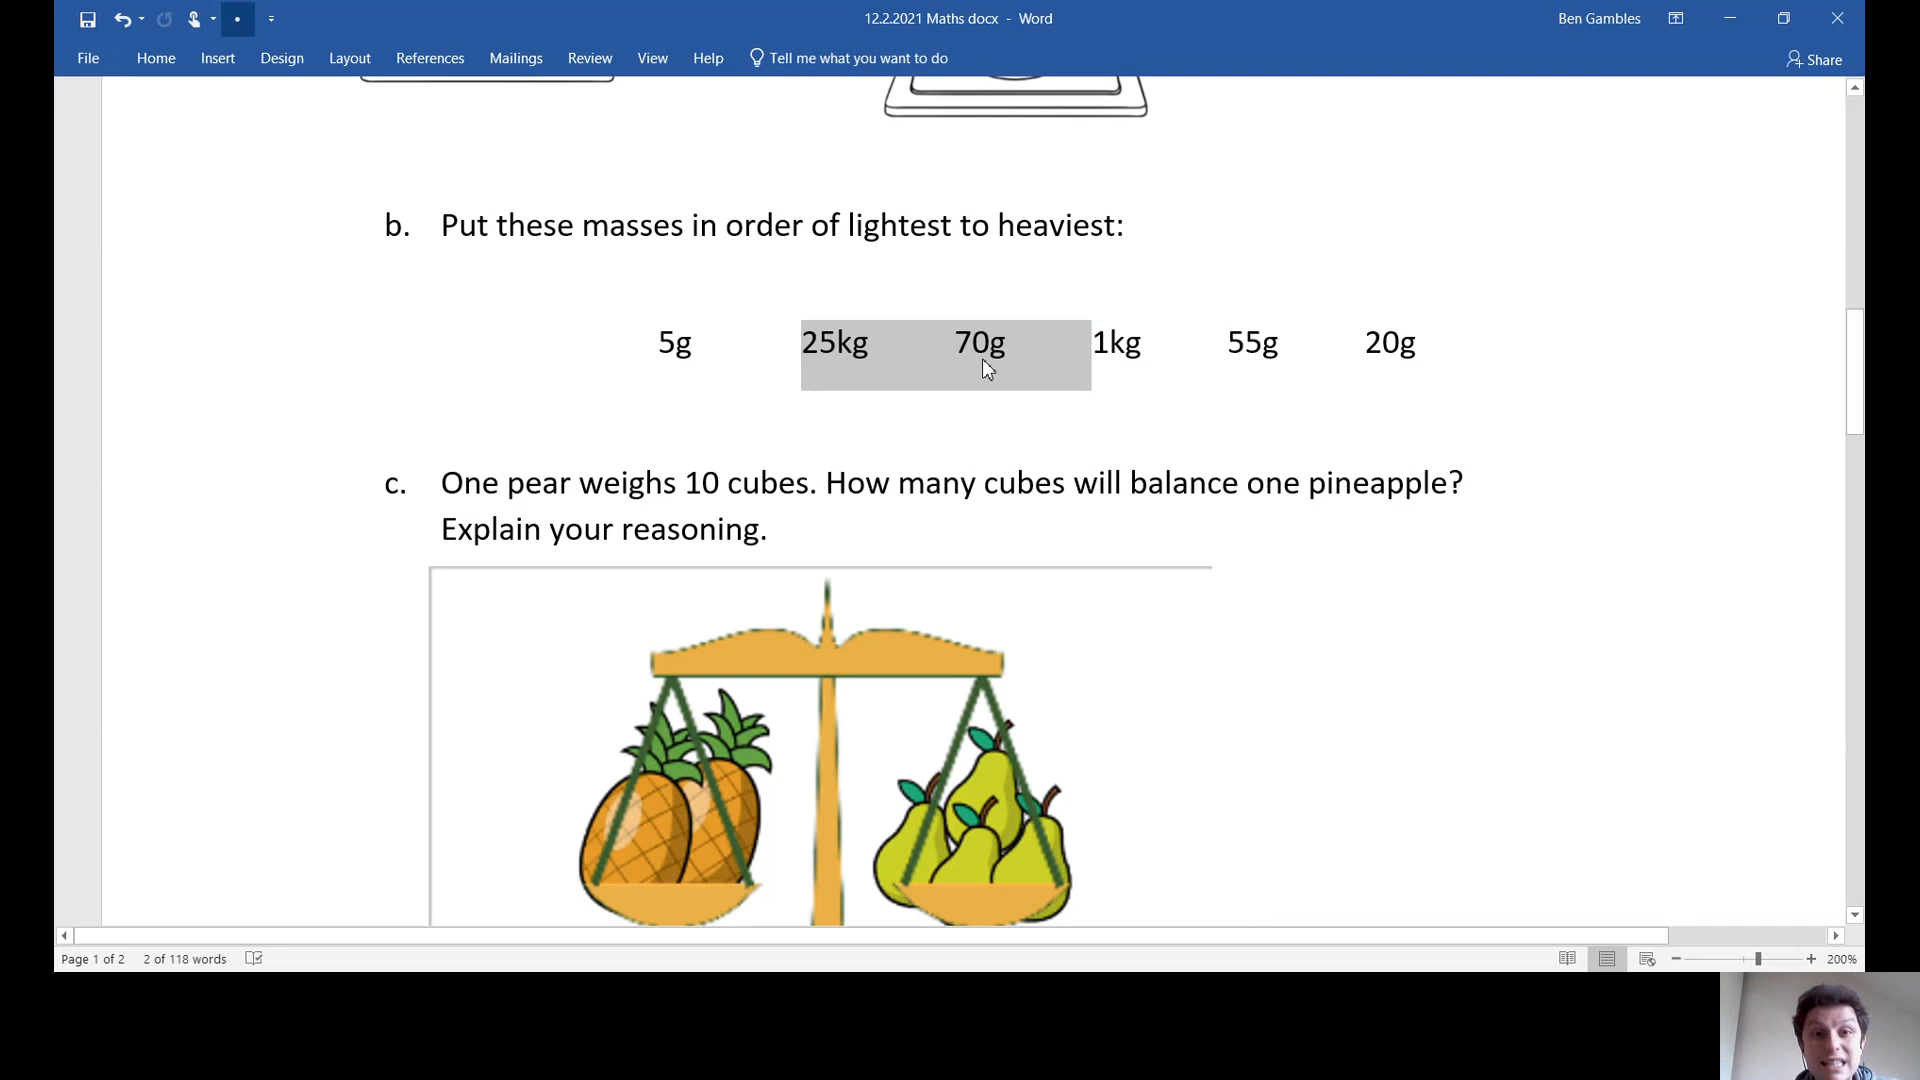 12.2.2021 Maths docx - Word
Ben Gambles
File Home Insert Design Layout References Mailings Review View Help Tell me what you want to do
Share
b. Put these masses in order of lightest to heaviest:
5g 25kg 70g 1kg 55g 20g
c. One pear weighs 10 cubes. How many cubes will balance one pineapple?
Explain your reasoning.
Page 1 of 2 2 of 118 words
200%